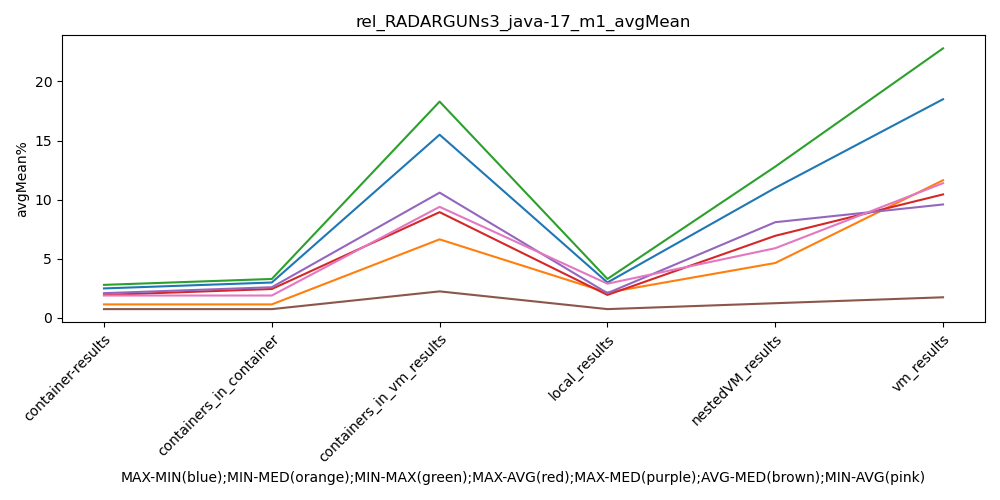 rel_RADARGUNs3_java-17_m1_avgMean
avgMean%
20
15
10
5
0
container-results
containers_in_container
containers_in_vm_results
local_results
nestedVM_results
vm_results
MAX-MIN(blue);MIN-MED(orange);MIN-MAX(green);MAX-AVG(red);MAX-MED(purple);AVG-MED(brown);MIN-AVG(pink)